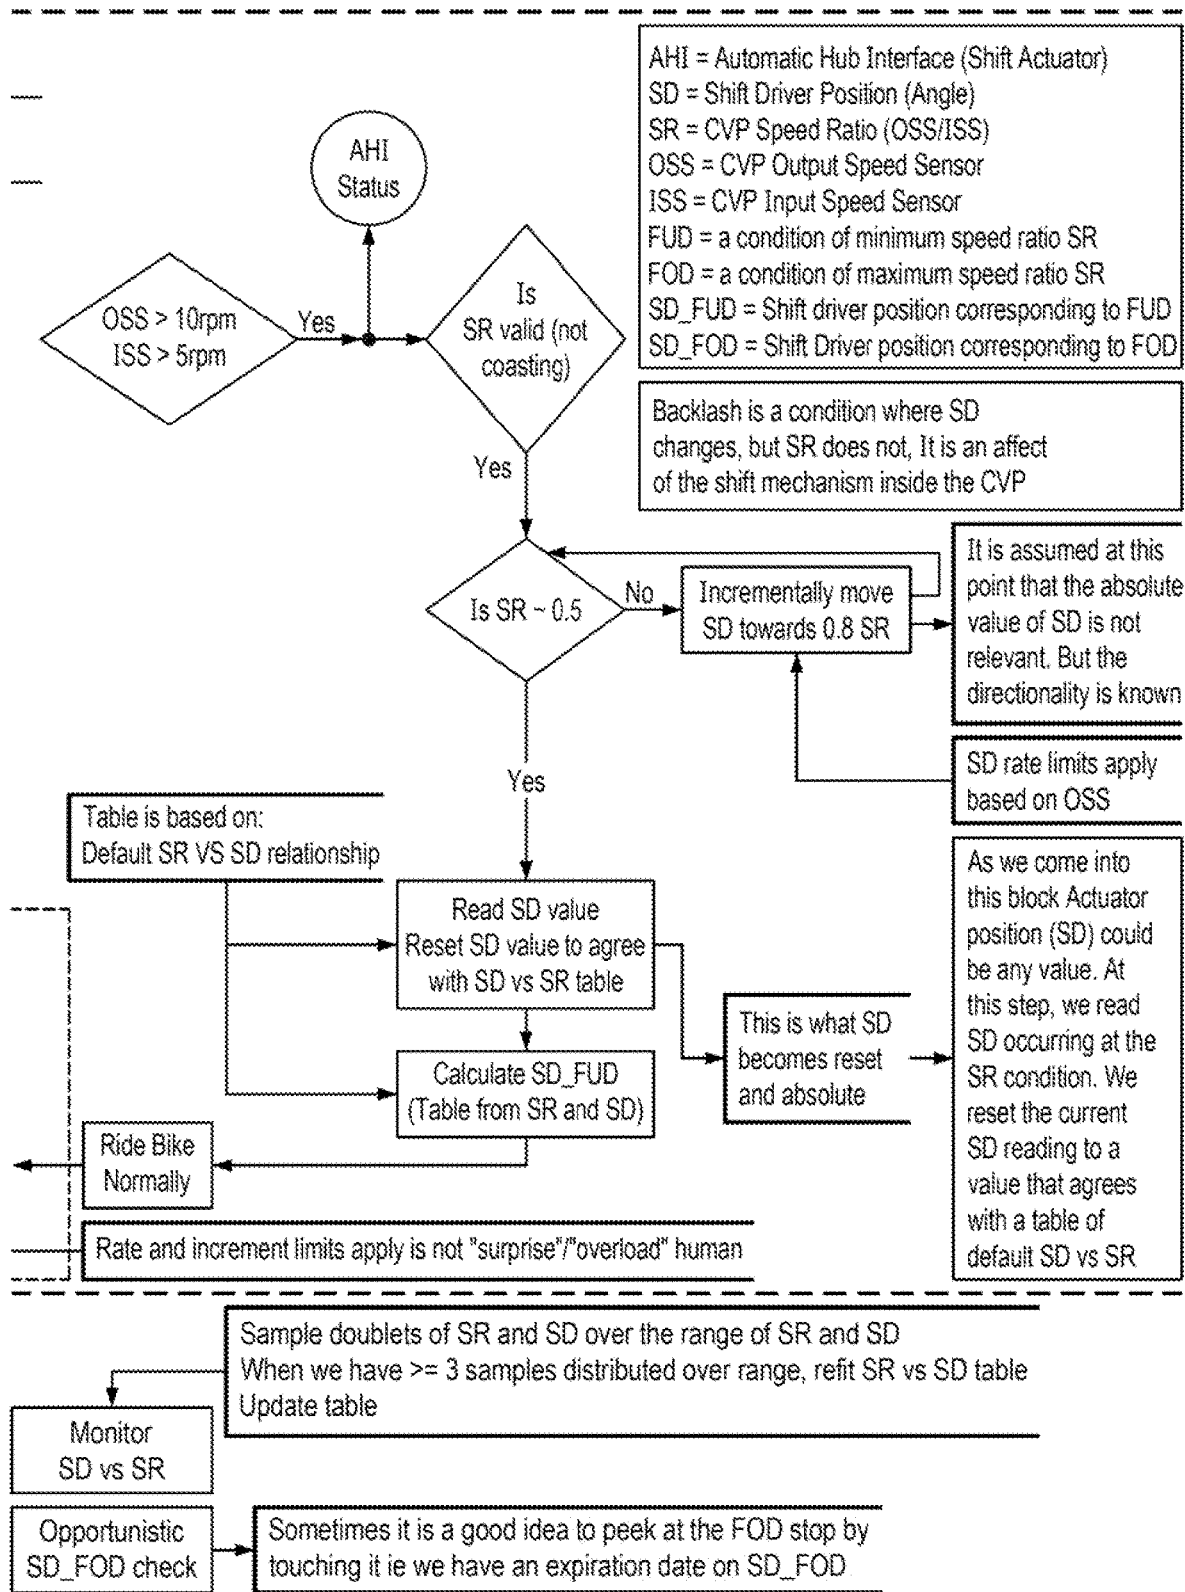 AHI = Automatic Hub Interface (Shift Actuator)
SD = Shift Driver Position (Angle)
SR = CVP Speed Ratio (OSS/ISS)
OSS = CVP Output Speed Sensor
ISS = CVP Input Speed Sensor
FUD = a condition of minimum speed ratio SR
FOD = a condition of maximum speed ratio SR
SD_FUD = Shift driver position corresponding to FUD
SD_FOD = Shift Driver position corresponding to FOD
AHI
Status
OSS > 10rpm
ISS > 5rpm
Yes
Is
SR valid (not
coasting)
Backlash is a condition where SD
changes, but SR does not, It is an affect
of the shift mechanism inside the CVP
Yes
Is SR ~ 0.5
No
Incrementally move
SD towards 0.8 SR
It is assumed at this
point that the absolute
value of SD is not
relevant. But the
directionality is known
SD rate limits apply
based on OSS
Yes
Table is based on:
Default SR VS SD relationship
Read SD value
Reset SD value to agree
with SD vs SR table
Calculate SD_FUD
(Table from SR and SD)
This is what SD
becomes reset
and absolute
As we come into
this block Actuator
position (SD) could
be any value. At
this step, we read
SD occurring at the
SR condition. We
reset the current
SD reading to a
value that agrees
with a table of
default SD vs SR
Ride Bike
Normally
Rate and increment limits apply is not "surprise"/"overload" human
Sample doublets of SR and SD over the range of SR and SD
When we have >= 3 samples distributed over range, refit SR vs SD table
Update table
Monitor
SD vs SR
Opportunistic
SD_FOD check
Sometimes it is a good idea to peek at the FOD stop by
touching it ie we have an expiration date on SD_FOD